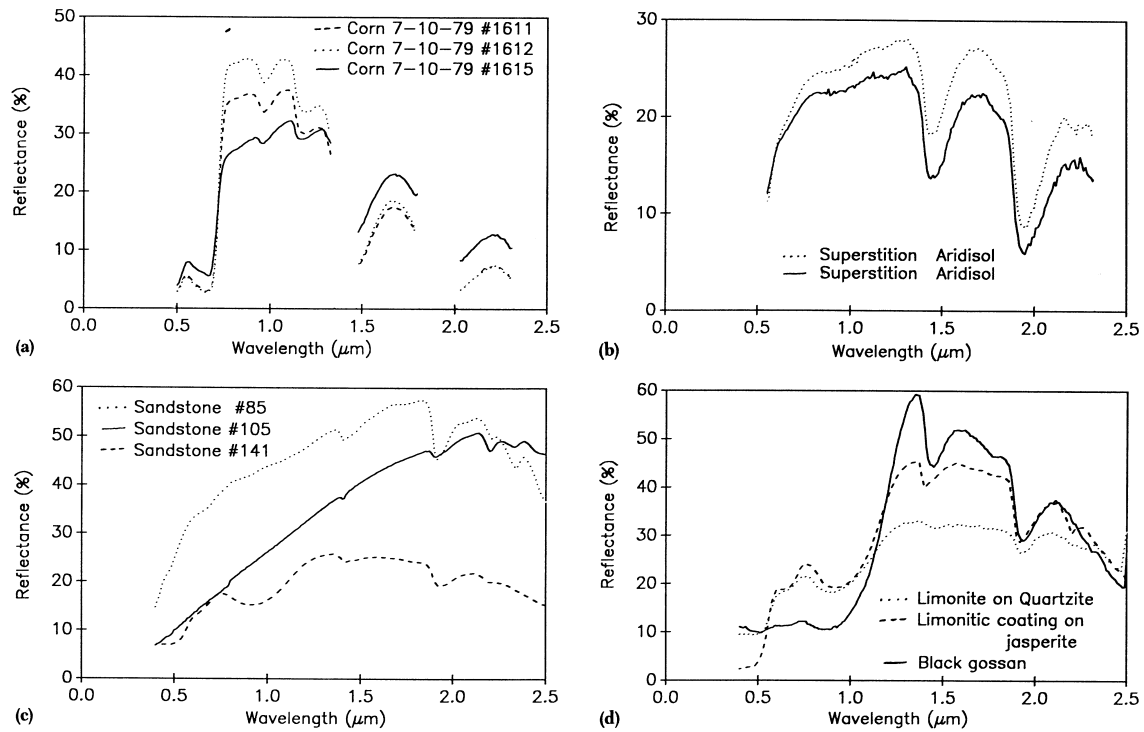 50
40
30
20
10
0
Reflectance (%)
--- Corn 7-10-79 #1611
····· Corn 7-10-79 #1612
— Corn 7-10-79 #1615
0.0 0.5 1.0 1.5 2.0 2.5
Wavelength (μm)
(a)
30
20
10
0
Reflectance (%)
····· Superstition Aridisol
— Superstition Aridisol
0.0 0.5 1.0 1.5 2.0 2.5
Wavelength (μm)
(b)
60
50
40
30
20
10
0
Reflectance (%)
····· Sandstone #85
— Sandstone #105
--- Sandstone #141
0.0 0.5 1.0 1.5 2.0 2.5
Wavelength (μm)
(c)
60
50
40
30
20
10
0
Reflectance (%)
····· Limonite on Quartzite
--- Limonitic coating on
jasperite
— Black gossan
0.0 0.5 1.0 1.5 2.0 2.5
Wavelength (μm)
(d)